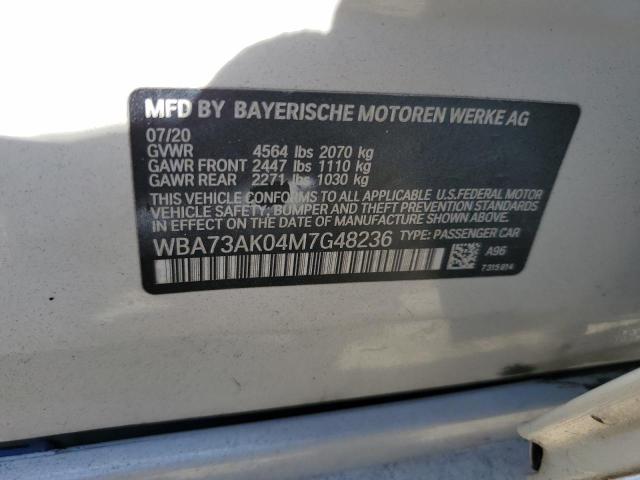 MFD BY BAYERISCHE MOTOREN WERKE AG
07/20
GVWR 4564 lbs 2070 kg
GAWR FRONT 2447 lbs 1110 kg
GAWR REAR 2271 lbs 1030 kg
THIS VEHICLE CONFORMS TO ALL APPLICABLE U.S.FEDERAL MOTOR
VEHICLE SAFETY, BUMPER AND THEFT PREVENTION STANDARDS
IN EFFECT ON THE DATE OF MANUFACTURE SHOWN ABOVE.
WBA73AK04M7G48236 TYPE: PASSENGER CAR
A96
7315814